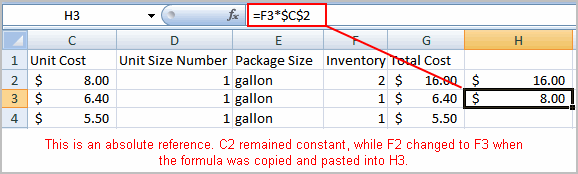 H3 fx =F3*$C$2
C D E F G H
1 Unit Cost Unit Size Number Package Size Inventory Total Cost
2 $ 8.00 1 gallon 2 $ 16.00 $ 16.00
3 $ 6.40 1 gallon 1 $ 6.40 $ 8.00
4 $ 5.50 1 gallon 1 $ 5.50
This is an absolute reference. C2 remained constant, while F2 changed to F3 when
the formula was copied and pasted into H3.